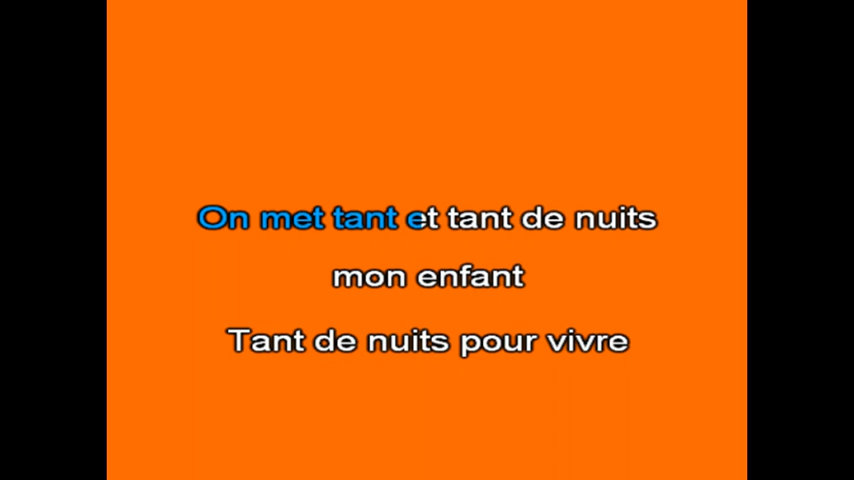 On met tant et tant de nuits
mon enfant
Tant de nuits pour vivre